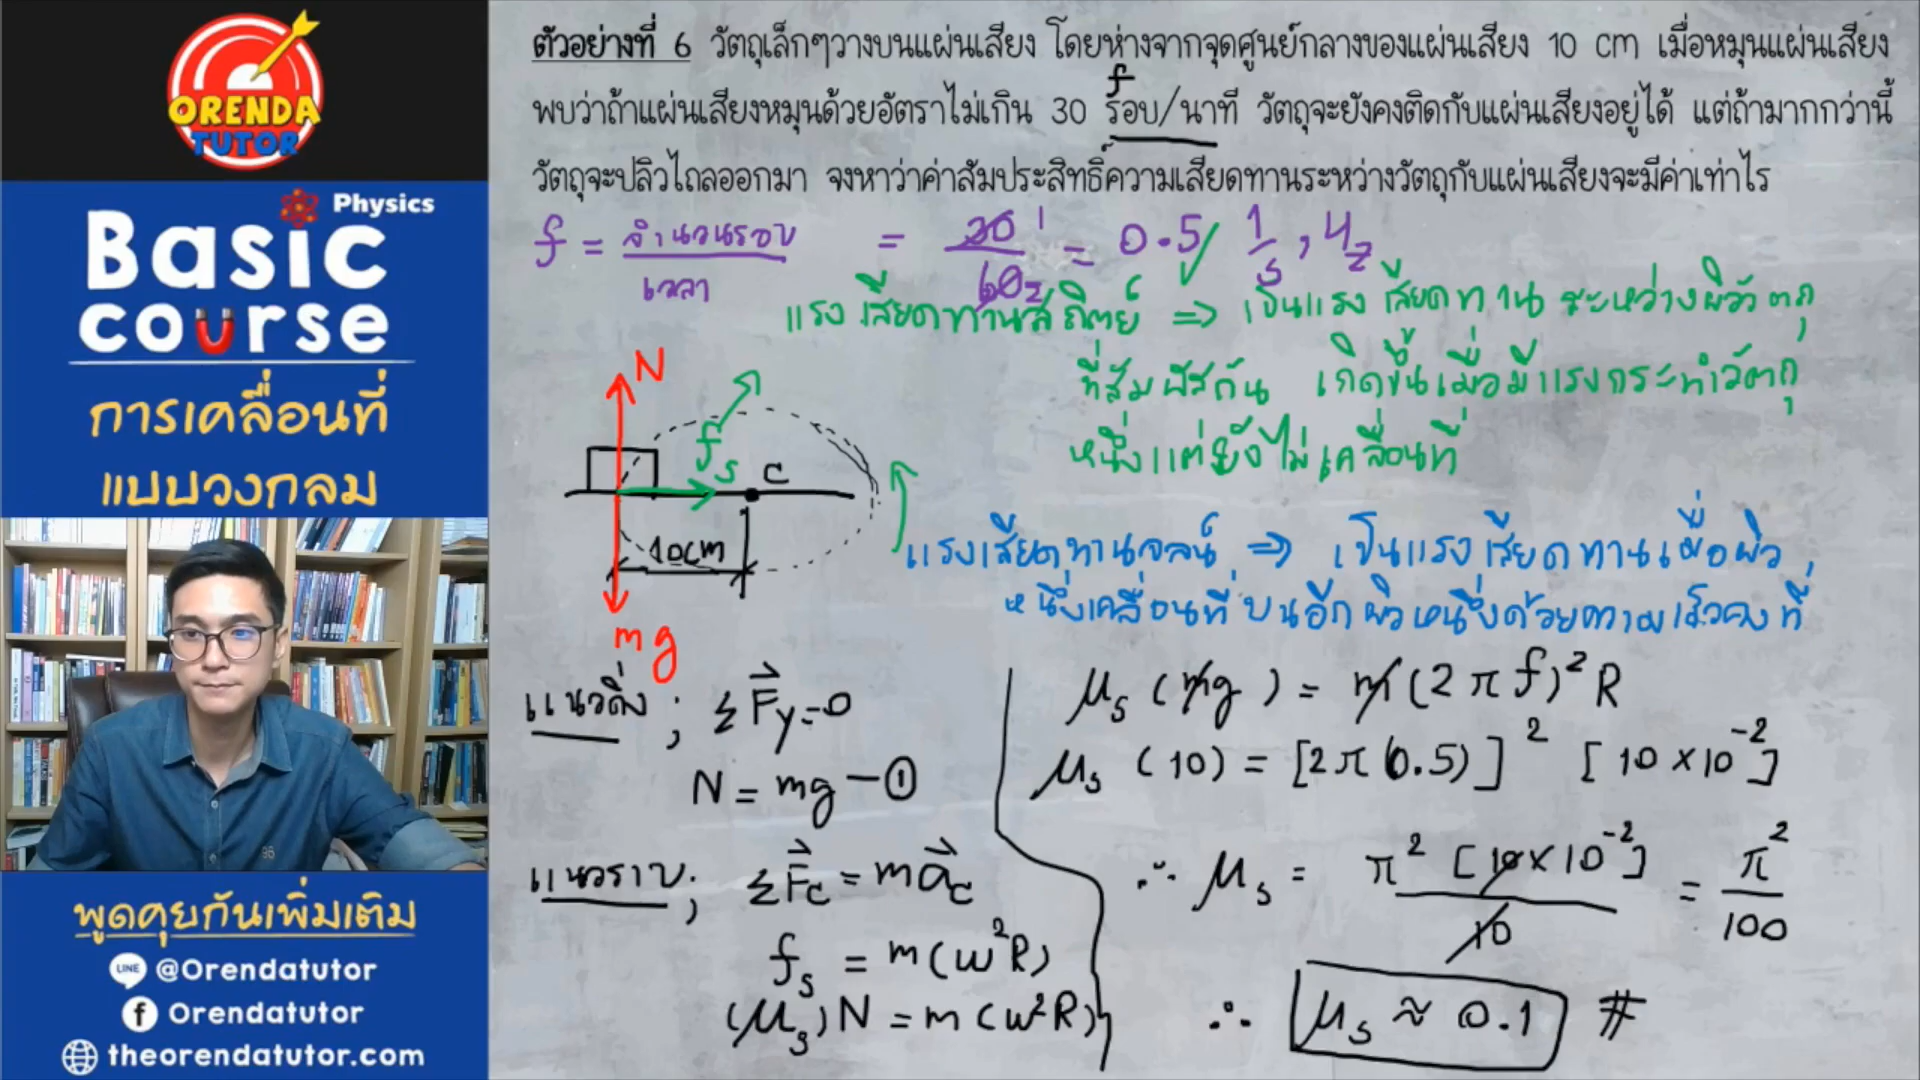 ORENDA
TUTOR
Physics
Basic
course
การเคลื่อนที่
แบบวงกลม
พูดคุยกันเพิ่มเติม
LINE @Orendatutor
f Orendatutor
theorendatutor.com
ตัวอย่างที่ 6 วัตถุเล็กๆวางบนแผ่นเสียง โดยห่างจากจุดศูนย์กลางของแผ่นเสียง 10 cm เมื่อหมุนแผ่นเสียง
f
พบว่าถ้าแผ่นเสียงหมุนด้วยอัตราไม่เกิน 30 รอบ/นาที วัตถุจะยังคงติดกับแผ่นเสียงอยู่ได้ แต่ถ้ามากกว่านี้
วัตถุจะปลิวไถลออกมา จงหาว่าค่าสัมประสิทธิ์ความเสียดทานระหว่างวัตถุกับแผ่นเสียงจะมีค่าเท่าไร
f = จำนวนรอบ/เวลา = 30 1/60 2 = 0.5 1/s , Hz
แรงเสียดทานสถิตย์ ⇒ เป็นแรงเสียดทานระหว่างผิววัตถุ
ที่สัมผัสกัน เกิดขึ้นเมื่อมีแรงกระทำวัตถุ
หนึ่งแต่ยังไม่เคลื่อนที่
N
fs
C
10cm
mg
แรงเสียดทานจลน์ ⇒ เป็นแรงเสียดทานเมื่อผิว
หนึ่งเคลื่อนที่บนอีกผิวหนึ่งด้วยความเร็วคงที่
แนวดิ่ง ; ΣF⃗y=0
N = mg —①
แนวราบ ; ΣF⃗c = ma⃗c
fs = m(ω²R)
(μs)N = m(ω²R)
μs (mg) = m(2πf)²R
μs (10) = [2π(0.5)]² [10×10⁻²]
∴ μs = π² [10×10⁻²]/10 = π²/100
∴ μs ≈ 0.1 #